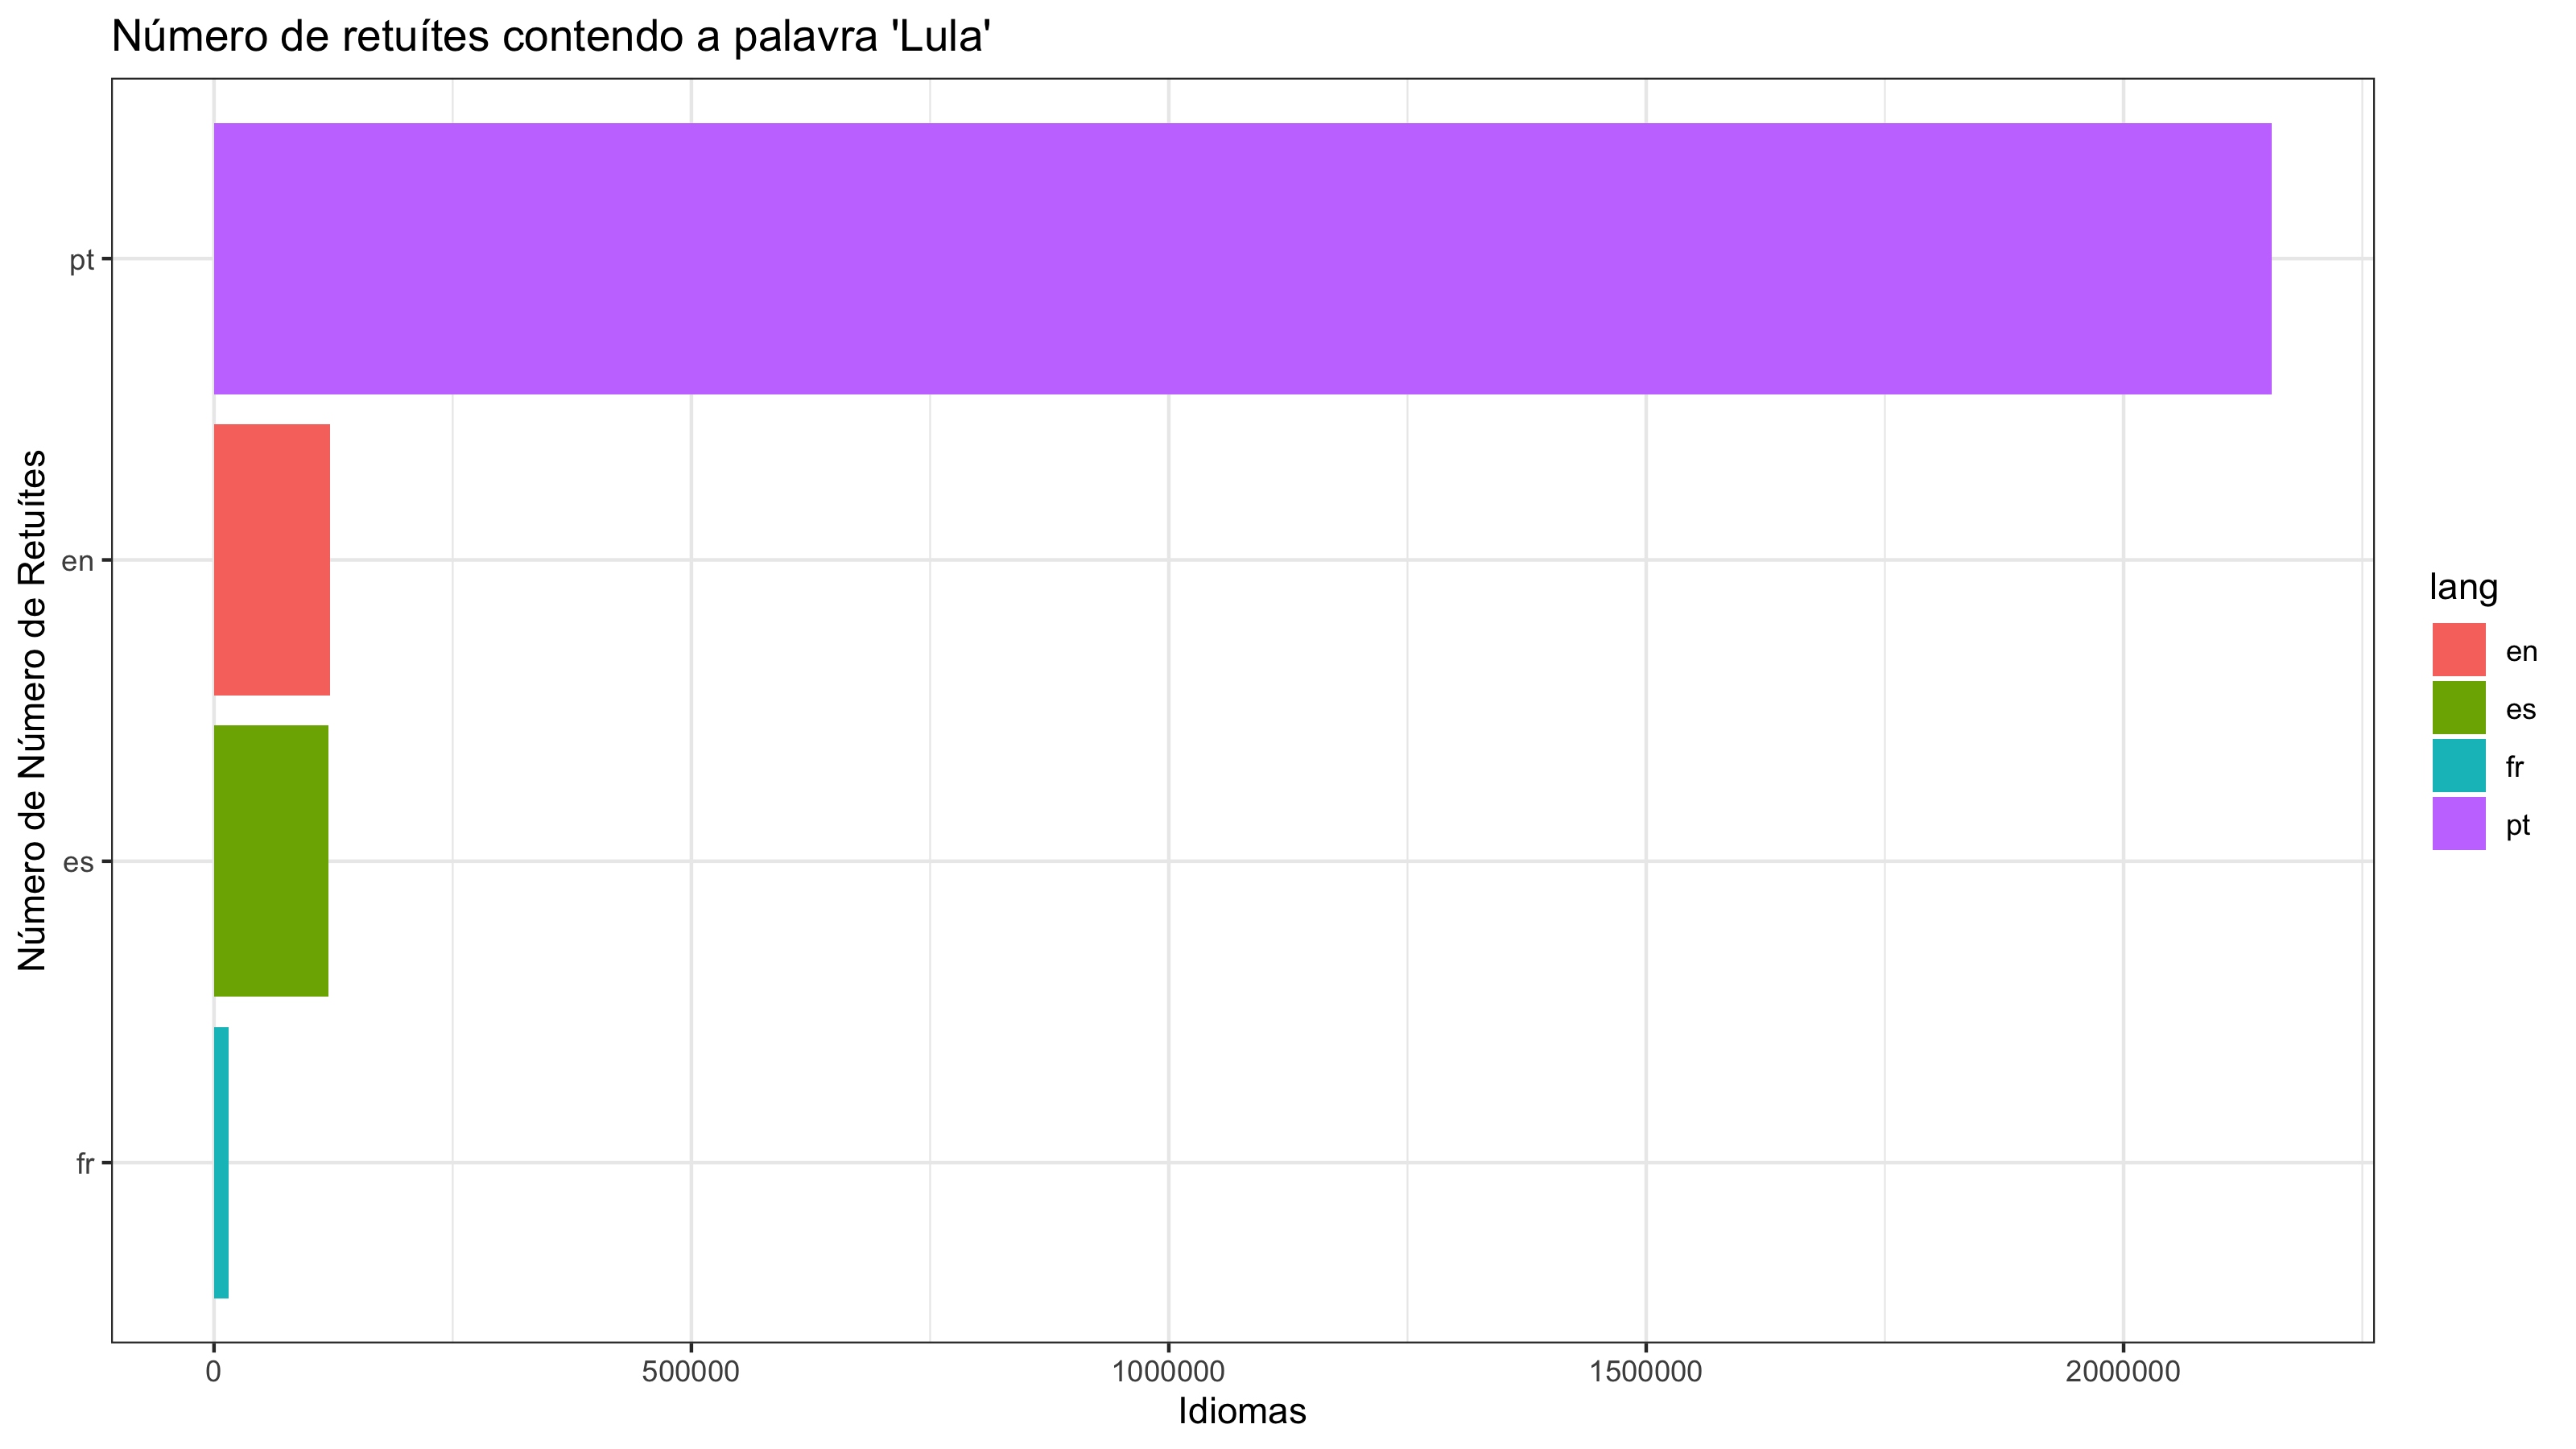 Número de retuítes contendo a palavra 'Lula'
Número de Número de Retuítes
pt
en
es
fr
0 500000 1000000 1500000 2000000
Idiomas
lang
en
es
fr
pt